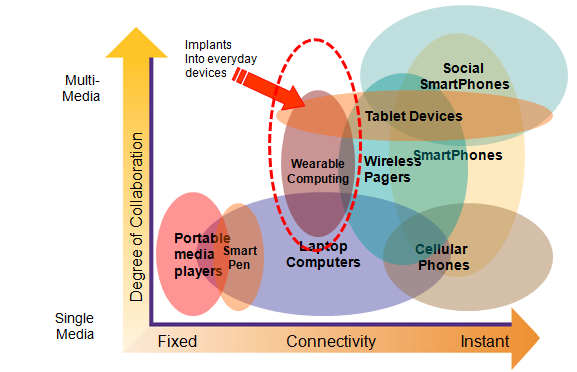 Implants
Into everyday
devices
Multi-
Media
Degree of Collaboration
Single
Media
Social
SmartPhones
Tablet Devices
SmartPhones
Wireless
Pagers
Wearable
Computing
Portable
media
players
Smart
Pen
Laptop
Computers
Cellular
Phones
Fixed
Connectivity
Instant